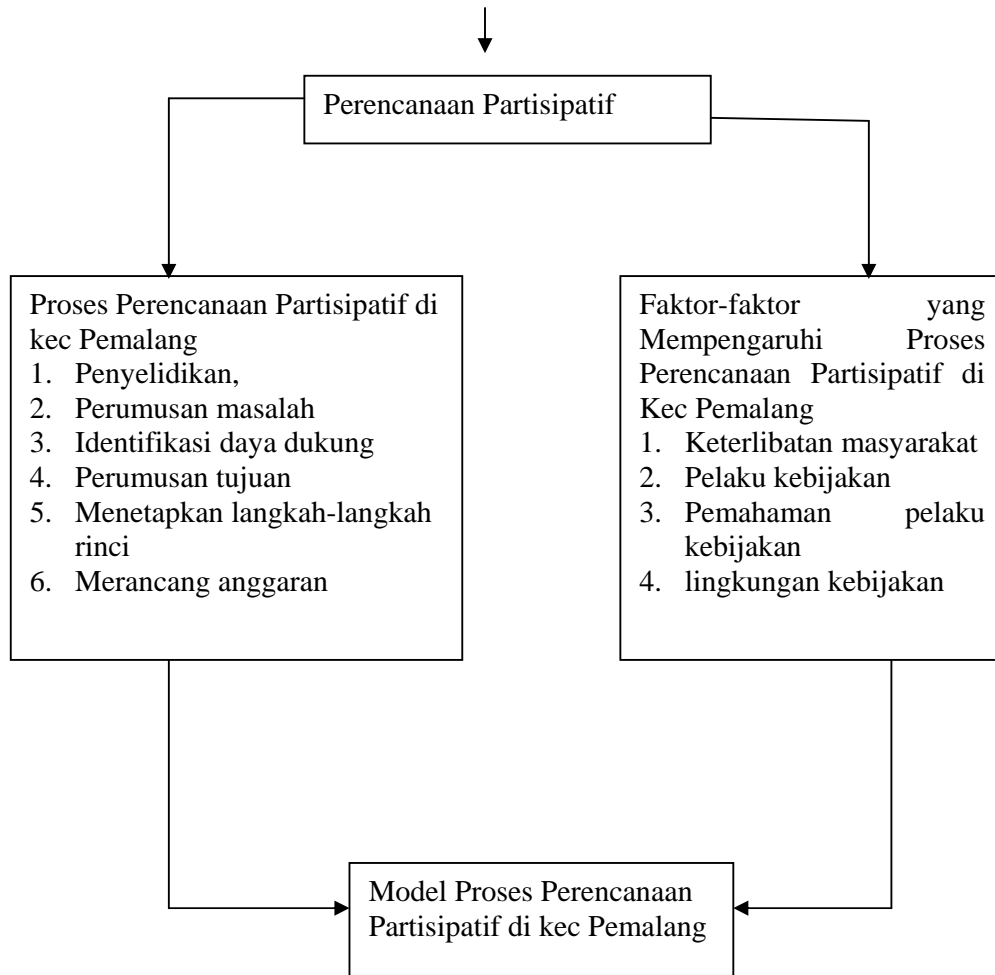 Perencanaan Partisipatif
Proses Perencanaan Partisipatif di
kec Pemalang
1. Penyelidikan,
2. Perumusan masalah
3. Identifikasi daya dukung
4. Perumusan tujuan
5. Menetapkan langkah-langkah
rinci
6. Merancang anggaran
Faktor-faktor yang
Mempengaruhi Proses
Perencanaan Partisipatif di
Kec Pemalang
1. Keterlibatan masyarakat
2. Pelaku kebijakan
3. Pemahaman pelaku
kebijakan
4. lingkungan kebijakan
Model Proses Perencanaan
Partisipatif di kec Pemalang